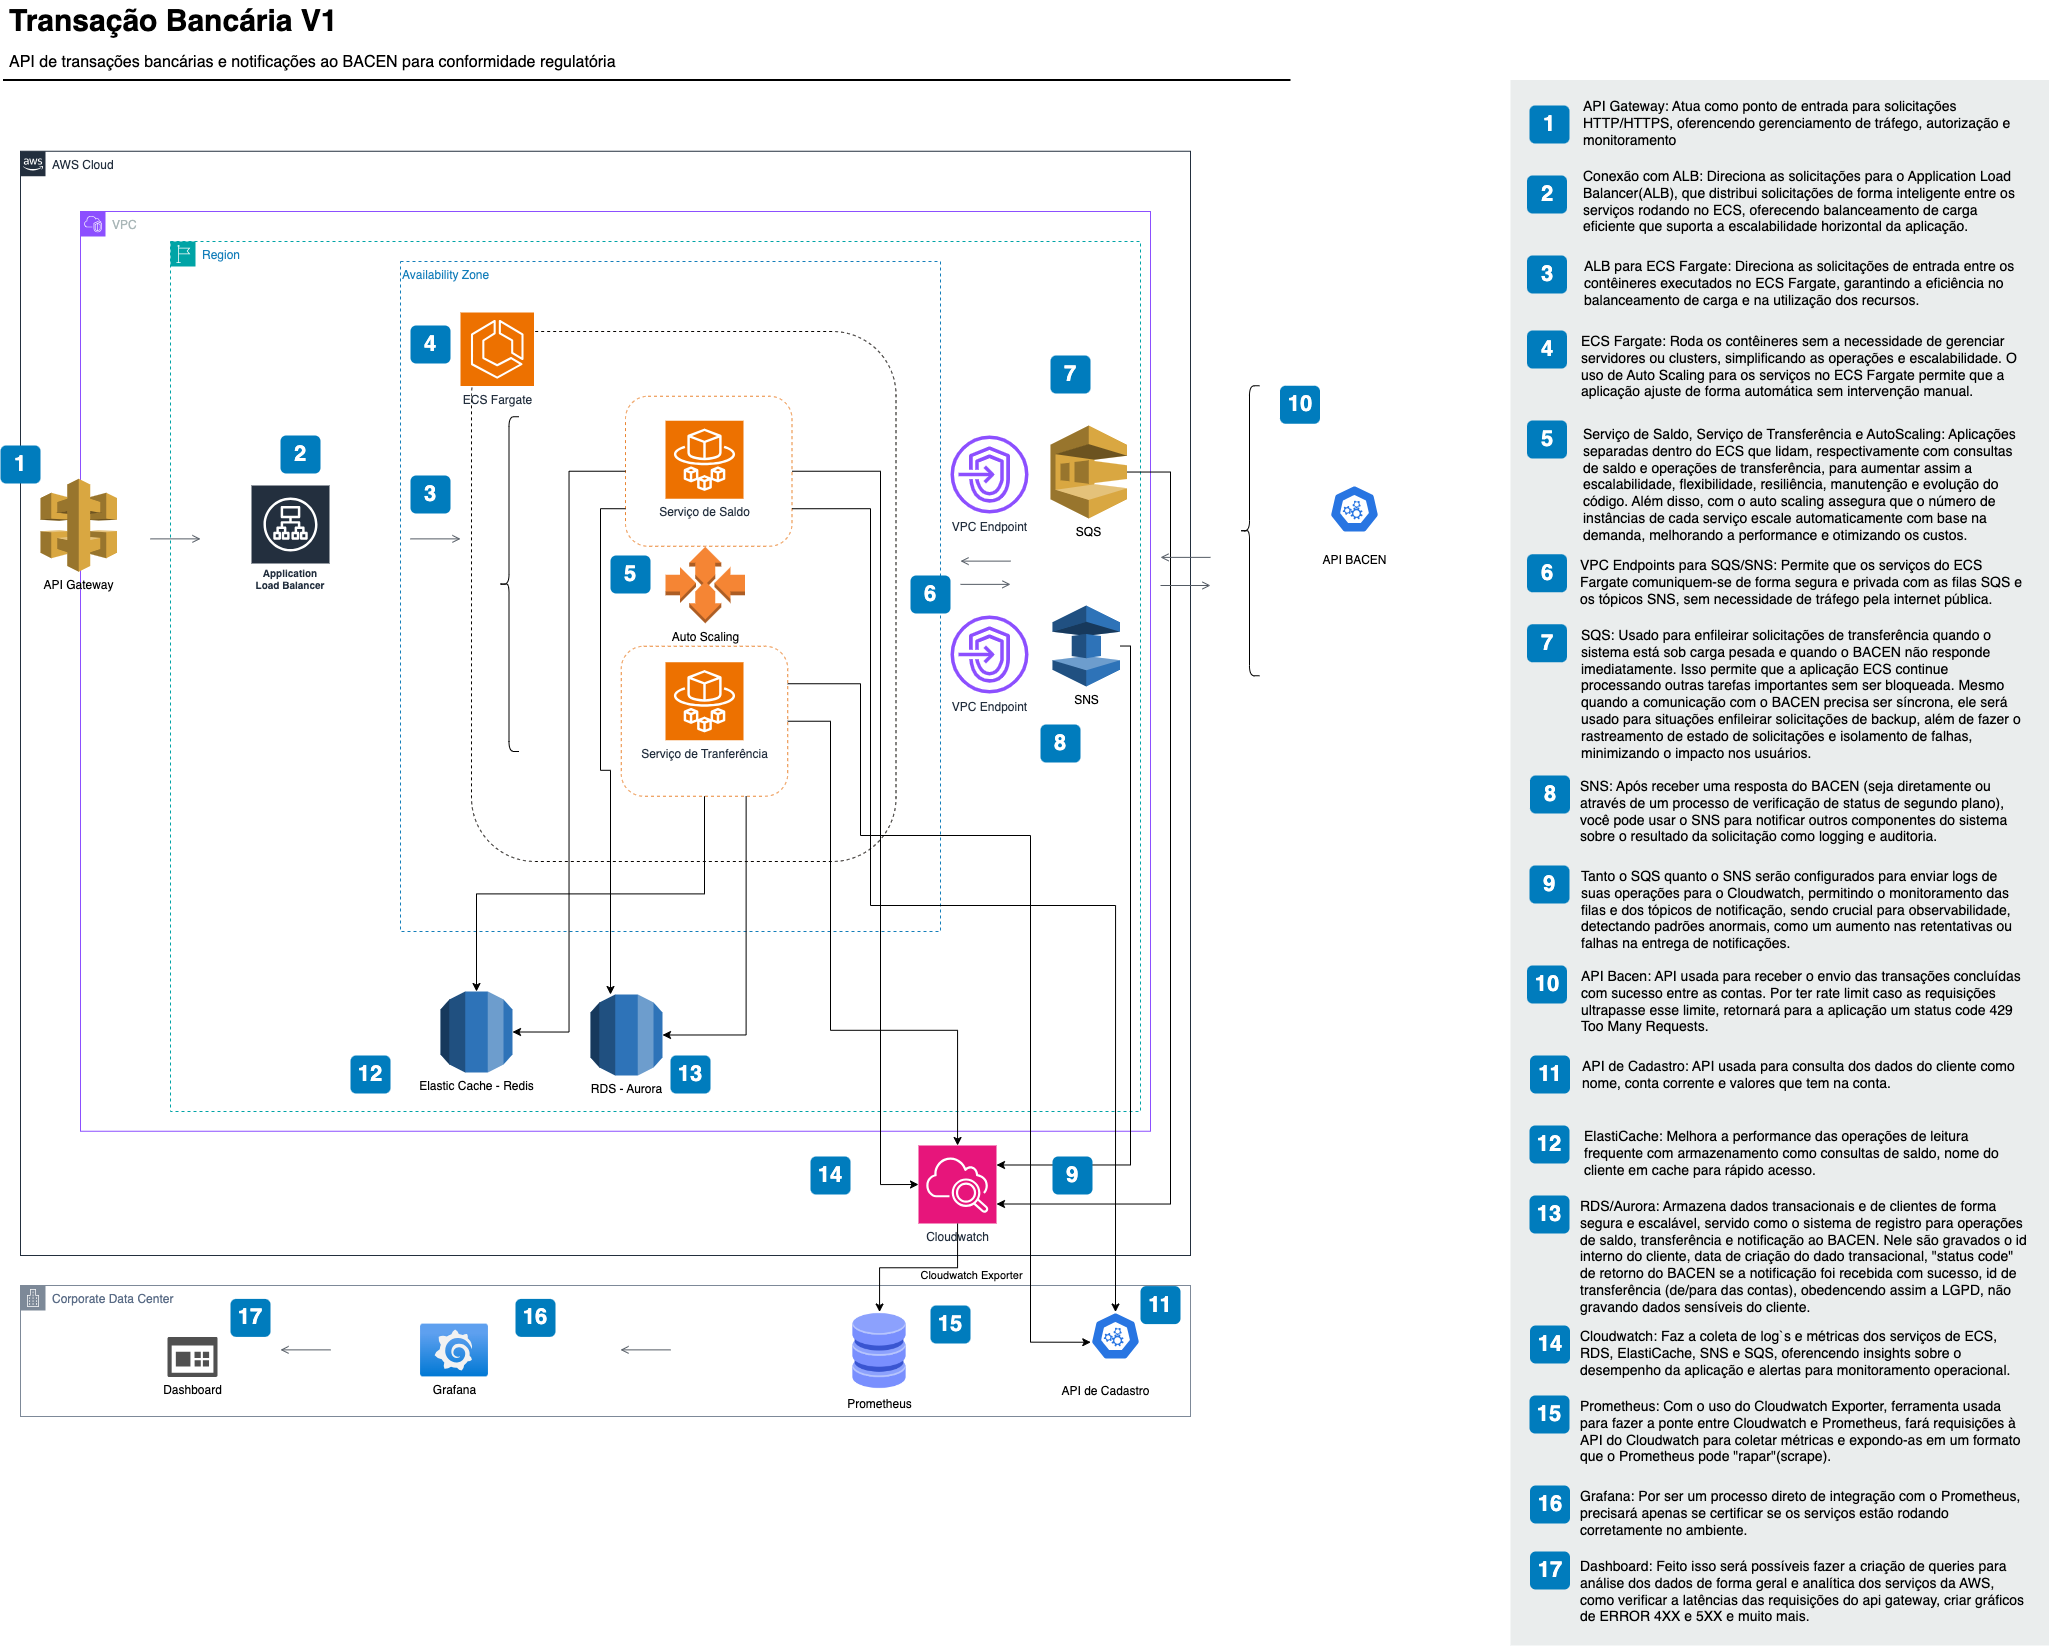 Transação Bancária V1
API de transações bancárias e notificações ao BACEN para conformidade regulatória
aws
AWS Cloud
VPC
Region
Availability Zone
4
ECS Fargate
1
API Gateway
2
Application
Load Balancer
3
Serviço de Saldo
5
Auto Scaling
Serviço de Tranferência
6
VPC Endpoint
VPC Endpoint
7
SQS
SNS
8
10
API BACEN
12
Elastic Cache - Redis
RDS - Aurora
13
14
9
Cloudwatch
Cloudwatch Exporter
Corporate Data Center
17
Dashboard
16
Grafana
15
Prometheus
11
API de Cadastro
1
API Gateway: Atua como ponto de entrada para solicitações
HTTP/HTTPS, oferencendo gerenciamento de tráfego, autorização e
monitoramento
2
Conexão com ALB: Direciona as solicitações para o Application Load
Balancer(ALB), que distribui solicitações de forma inteligente entre os
serviços rodando no ECS, oferecendo balanceamento de carga
eficiente que suporta a escalabilidade horizontal da aplicação.
3
ALB para ECS Fargate: Direciona as solicitações de entrada entre os
contêineres executados no ECS Fargate, garantindo a eficiência no
balanceamento de carga e na utilização dos recursos.
4
ECS Fargate: Roda os contêineres sem a necessidade de gerenciar
servidores ou clusters, simplificando as operações e escalabilidade. O
uso de Auto Scaling para os serviços no ECS Fargate permite que a
aplicação ajuste de forma automática sem intervenção manual.
5
Serviço de Saldo, Serviço de Transferência e AutoScaling: Aplicações
separadas dentro do ECS que lidam, respectivamente com consultas
de saldo e operações de transferência, para aumentar assim a
escalabilidade, flexibilidade, resiliência, manutenção e evolução do
código. Além disso, com o auto scaling assegura que o número de
instâncias de cada serviço escale automaticamente com base na
demanda, melhorando a performance e otimizando os custos.
6
VPC Endpoints para SQS/SNS: Permite que os serviços do ECS
Fargate comuniquem-se de forma segura e privada com as filas SQS e
os tópicos SNS, sem necessidade de tráfego pela internet pública.
7
SQS: Usado para enfileirar solicitações de transferência quando o
sistema está sob carga pesada e quando o BACEN não responde
imediatamente. Isso permite que a aplicação ECS continue
processando outras tarefas importantes sem ser bloqueada. Mesmo
quando a comunicação com o BACEN precisa ser síncrona, ele será
usado para situações enfileirar solicitações de backup, além de fazer o
rastreamento de estado de solicitações e isolamento de falhas,
minimizando o impacto nos usuários.
8
SNS: Após receber uma resposta do BACEN (seja diretamente ou
através de um processo de verificação de status de segundo plano),
você pode usar o SNS para notificar outros componentes do sistema
sobre o resultado da solicitação como logging e auditoria.
9
Tanto o SQS quanto o SNS serão configurados para enviar logs de
suas operações para o Cloudwatch, permitindo o monitoramento das
filas e dos tópicos de notificação, sendo crucial para observabilidade,
detectando padrões anormais, como um aumento nas retentativas ou
falhas na entrega de notificações.
10
API Bacen: API usada para receber o envio das transações concluídas
com sucesso entre as contas. Por ter rate limit caso as requisições
ultrapasse esse limite, retornará para a aplicação um status code 429
Too Many Requests.
11
API de Cadastro: API usada para consulta dos dados do cliente como
nome, conta corrente e valores que tem na conta.
12
ElastiCache: Melhora a performance das operações de leitura
frequente com armazenamento como consultas de saldo, nome do
cliente em cache para rápido acesso.
13
RDS/Aurora: Armazena dados transacionais e de clientes de forma
segura e escalável, servido como o sistema de registro para operações
de saldo, transferência e notificação ao BACEN. Nele são gravados o id
interno do cliente, data de criação do dado transacional, "status code"
de retorno do BACEN se a notificação foi recebida com sucesso, id de
transferência (de/para das contas), obedencendo assim a LGPD, não
gravando dados sensíveis do cliente.
14
Cloudwatch: Faz a coleta de log`s e métricas dos serviços de ECS,
RDS, ElastiCache, SNS e SQS, oferencendo insights sobre o
desempenho da aplicação e alertas para monitoramento operacional.
15
Prometheus: Com o uso do Cloudwatch Exporter, ferramenta usada
para fazer a ponte entre Cloudwatch e Prometheus, fará requisições à
API do Cloudwatch para coletar métricas e expondo-as em um formato
que o Prometheus pode "rapar"(scrape).
16
Grafana: Por ser um processo direto de integração com o Prometheus,
precisará apenas se certificar se os serviços estão rodando
corretamente no ambiente.
17
Dashboard: Feito isso será possíveis fazer a criação de queries para
análise dos dados de forma geral e analítica dos serviços da AWS,
como verificar a latências das requisições do api gateway, criar gráficos
de ERROR 4XX e 5XX e muito mais.